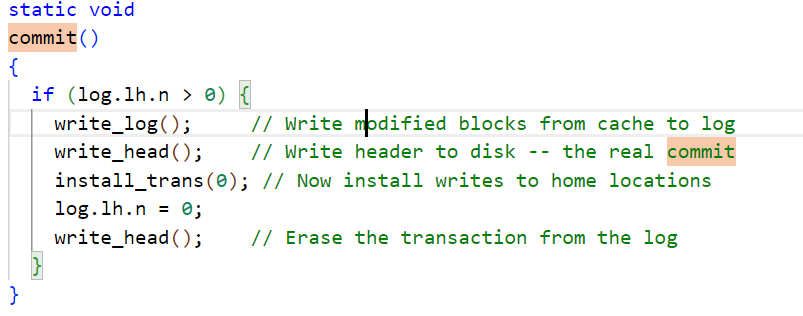 static void
commit()
{
  if (log.lh.n > 0) {
    write_log();     // Write modified blocks from cache to log
    write_head();    // Write header to disk -- the real commit
    install_trans(0); // Now install writes to home locations
    log.lh.n = 0;
    write_head();    // Erase the transaction from the log
  }
}